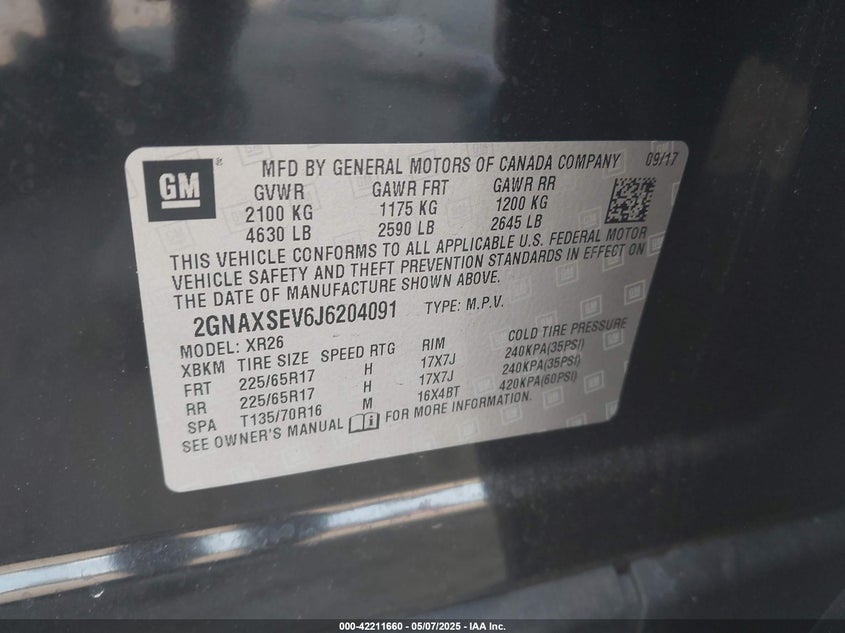 GM
MFD BY GENERAL MOTORS OF CANADA COMPANY 09/17
GVWR GAWR FRT GAWR RR
2100 KG 1175 KG 1200 KG
4630 LB 2590 LB 2645 LB
THIS VEHICLE CONFORMS TO ALL APPLICABLE U.S. FEDERAL MOTOR
VEHICLE SAFETY AND THEFT PREVENTION STANDARDS IN EFFECT ON
THE DATE OF MANUFACTURE SHOWN ABOVE.
2GNAXSEV6J6204091 TYPE: M.P.V.
MODEL: XR26
XBKM TIRE SIZE SPEED RTG RIM COLD TIRE PRESSURE
FRT 225/65R17 H 17X7J 240KPA(35PSI)
RR 225/65R17 H 17X7J 240KPA(35PSI)
SPA T135/70R16 M 16X4BT 420KPA(60PSI)
SEE OWNER'S MANUAL FOR MORE INFORMATION.
000-42211660 - 05/07/2025 - IAA Inc.